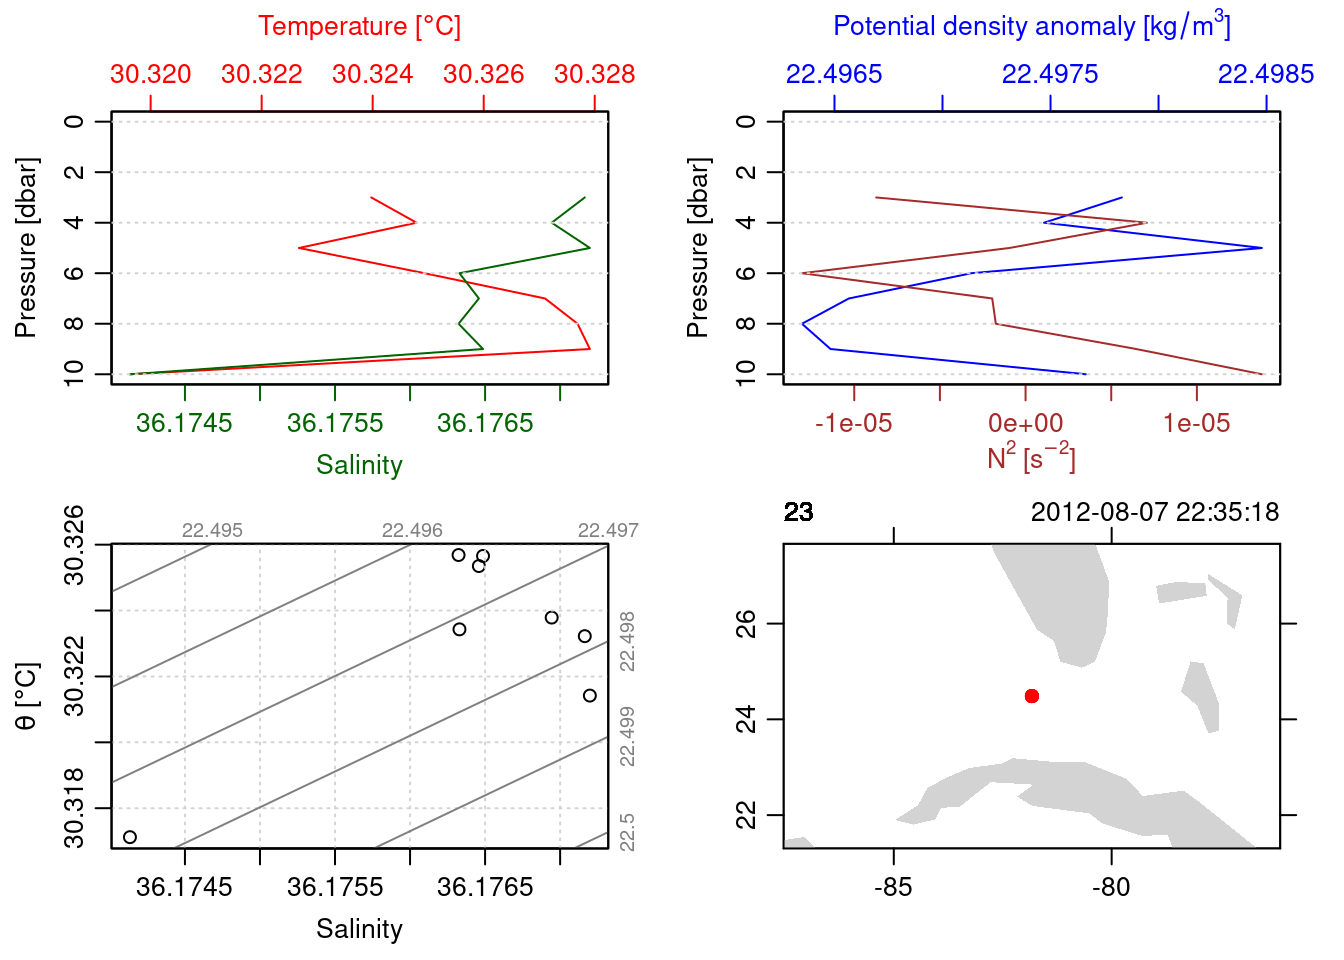 Temperature [°C]
30.320 30.322 30.324 30.326 30.328
Pressure [dbar]
0
2
4
6
8
10
36.1745 36.1755 36.1765
Salinity
Potential density anomaly [kg/m³]
22.4965 22.4975 22.4985
Pressure [dbar]
0
2
4
6
8
10
-1e-05 0e+00 1e-05
N² [s⁻²]
22.495 22.496 22.497
θ [°C]
30.326
30.322
30.318
22.498
22.499
22.5
36.1745 36.1755 36.1765
Salinity
23 2012-08-07 22:35:18
26
24
22
-85 -80